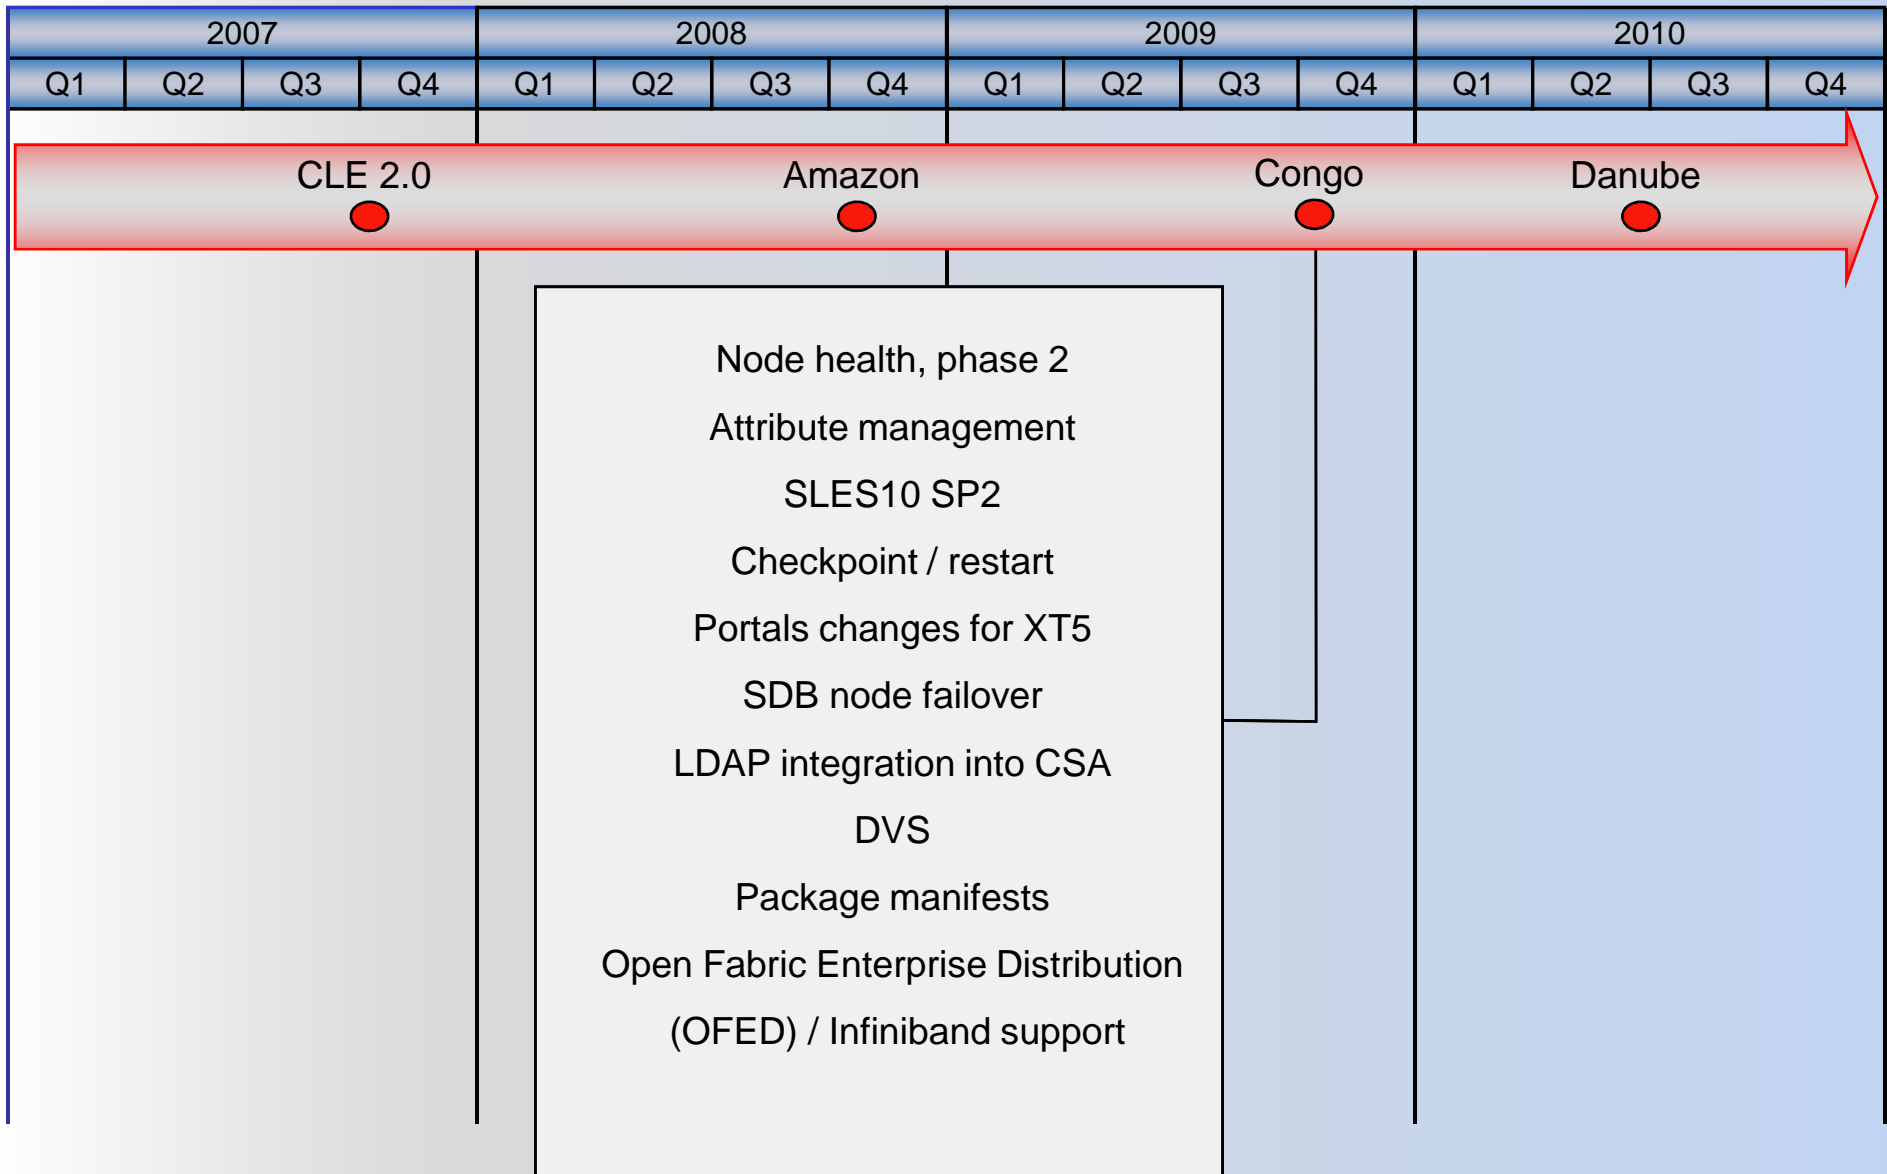 2007 2008 2009 2010
Q1 Q2 Q3 Q4 Q1 Q2 Q3 Q4 Q1 Q2 Q3 Q4 Q1 Q2 Q3 Q4
CLE 2.0 Amazon Congo Danube
Node health, phase 2
Attribute management
SLES10 SP2
Checkpoint / restart
Portals changes for XT5
SDB node failover
LDAP integration into CSA
DVS
Package manifests
Open Fabric Enterprise Distribution
(OFED) / Infiniband support